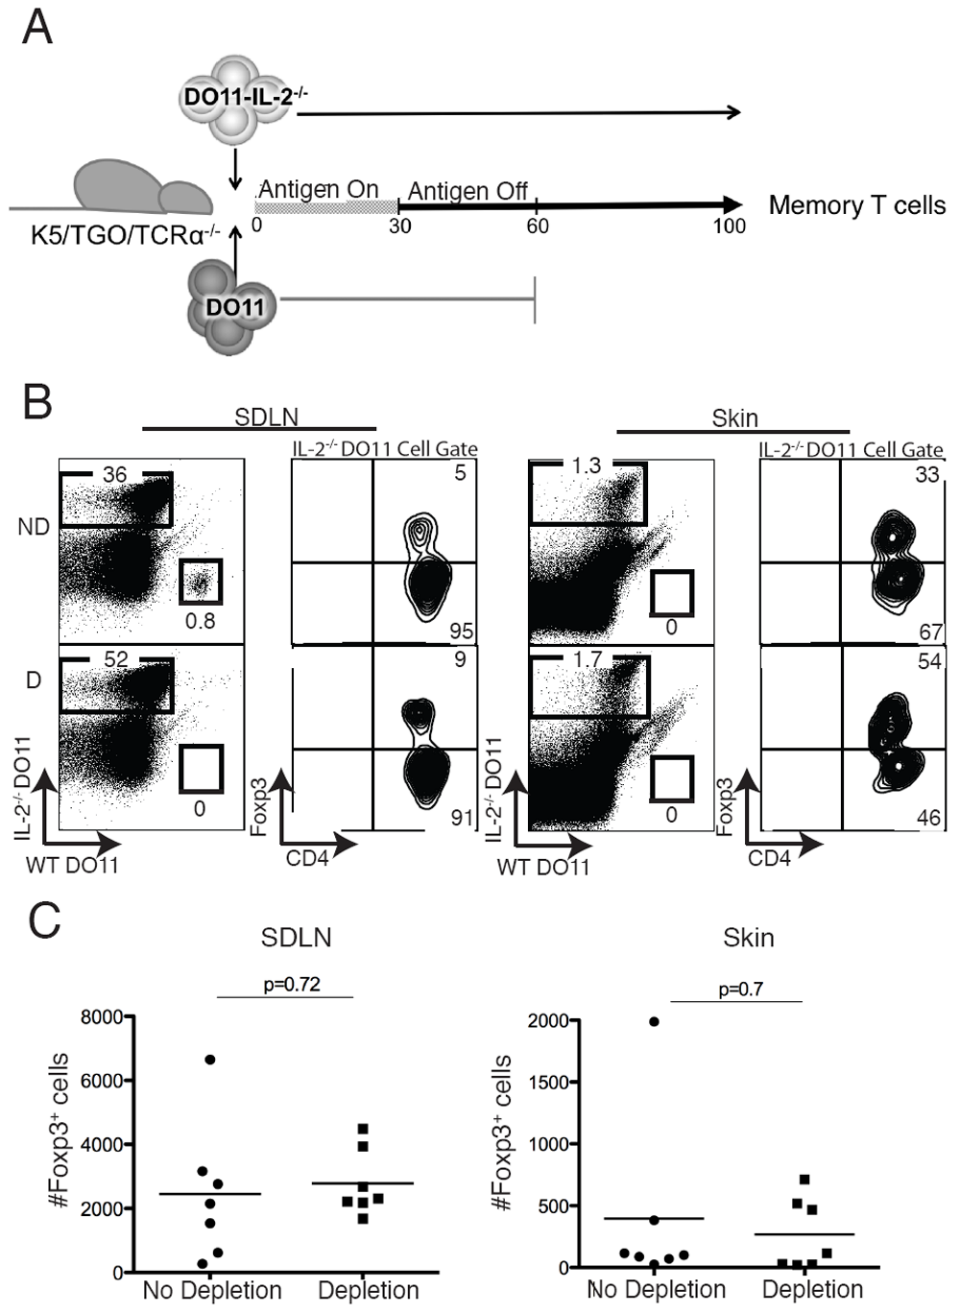 A
DO11-IL-2-/-
Antigen On Antigen Off
K5/TGO/TCRα-/-
0 30 60 100
Memory T cells
DO11
B
SDLN
Skin
IL-2-/- DO11 Cell Gate
IL-2-/- DO11 Cell Gate
ND
36
0.8
5
95
1.3
0
33
67
D
52
0
9
91
1.7
0
54
46
IL-2-/- DO11
WT DO11
Foxp3
CD4
IL-2-/- DO11
WT DO11
Foxp3
CD4
C
SDLN
p=0.72
#Foxp3+ cells
8000
6000
4000
2000
0
No Depletion Depletion
Skin
p=0.7
#Foxp3+ cells
2000
1500
1000
500
0
No Depletion Depletion